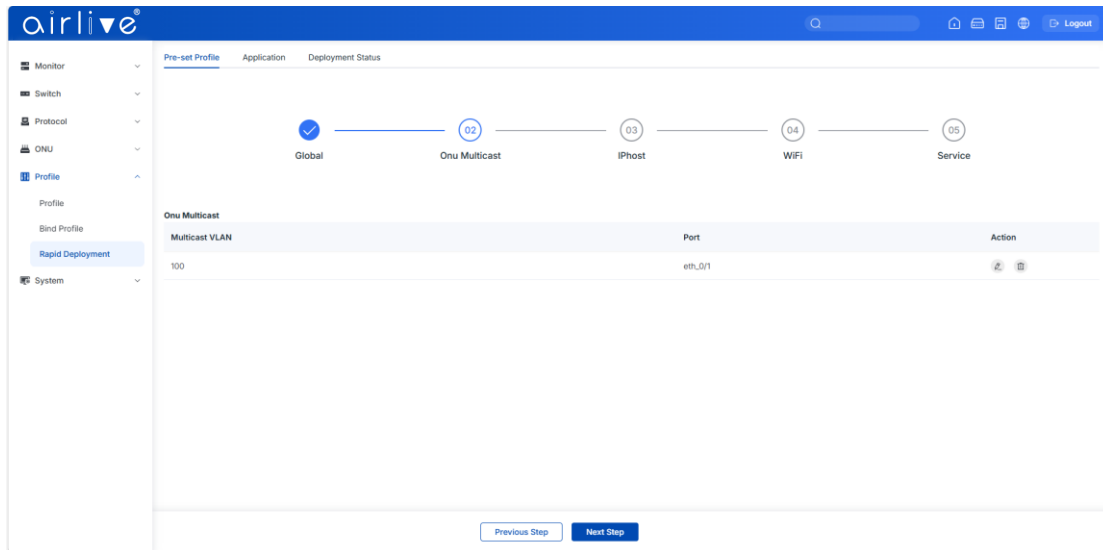 airlive®
Logout
Monitor
Switch
Protocol
ONU
Profile
Profile
Bind Profile
Rapid Deployment
System
Pre-set Profile Application Deployment Status
02 03 04 05
Global Onu Multicast IPhost WiFi Service
Onu Multicast
Multicast VLAN Port Action
100 eth_0/1
Previous Step Next Step